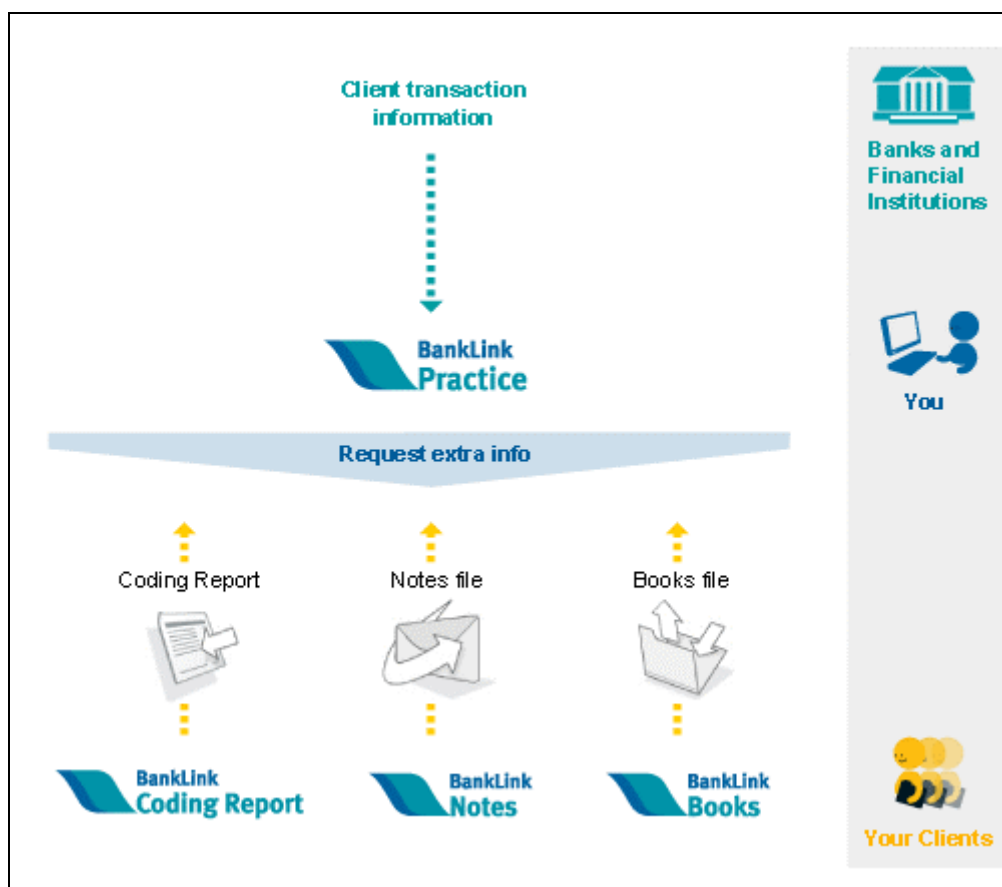 Client transaction
information
Banks and
Financial
Institutions
BankLink
Practice
You
Request extra info
Coding Report
Notes file
Books file
BankLink
Coding Report
BankLink
Notes
BankLink
Books
Your Clients